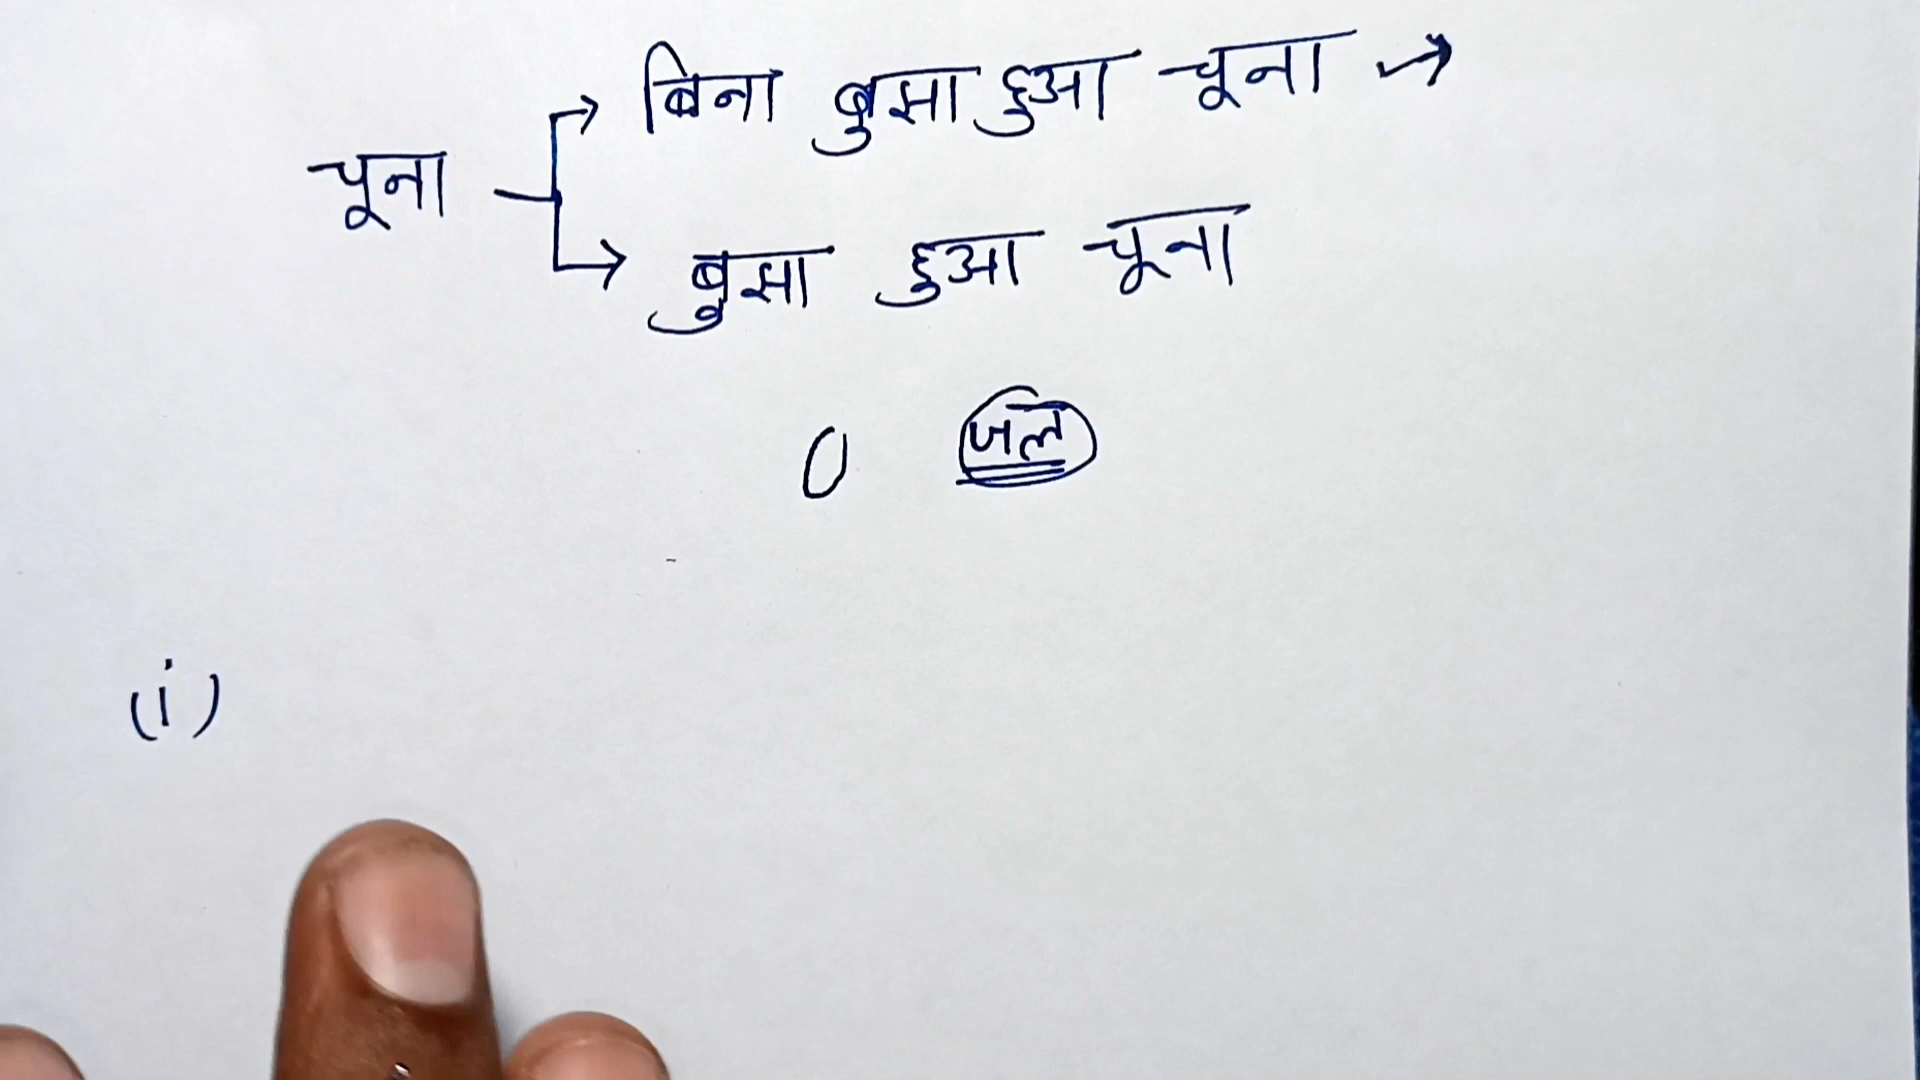 बिना बुझा हुआ चूना →
चूना
बुझा हुआ चूना
0 जल
(i)